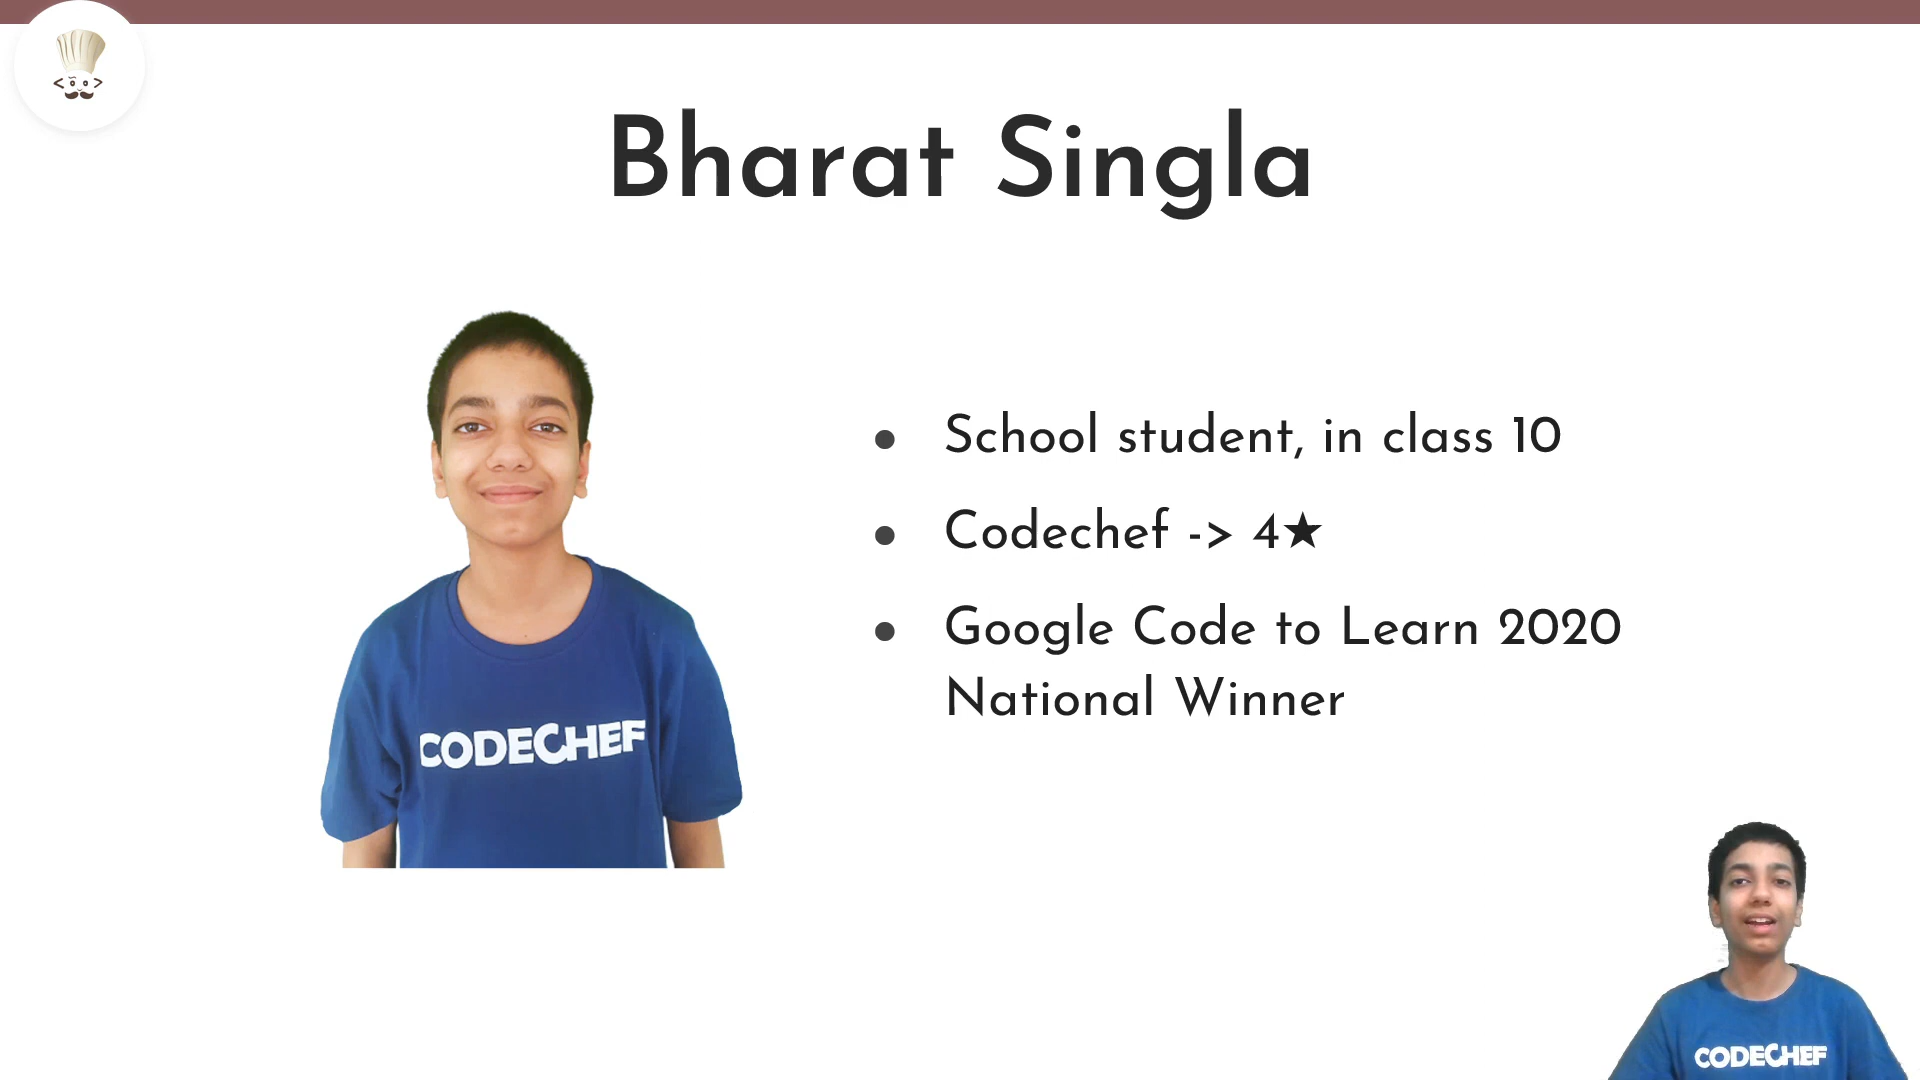 Bharat Singla
● School student, in class 10
● Codechef -> 4★
● Google Code to Learn 2020
National Winner
CODECHEF
CODECHEF